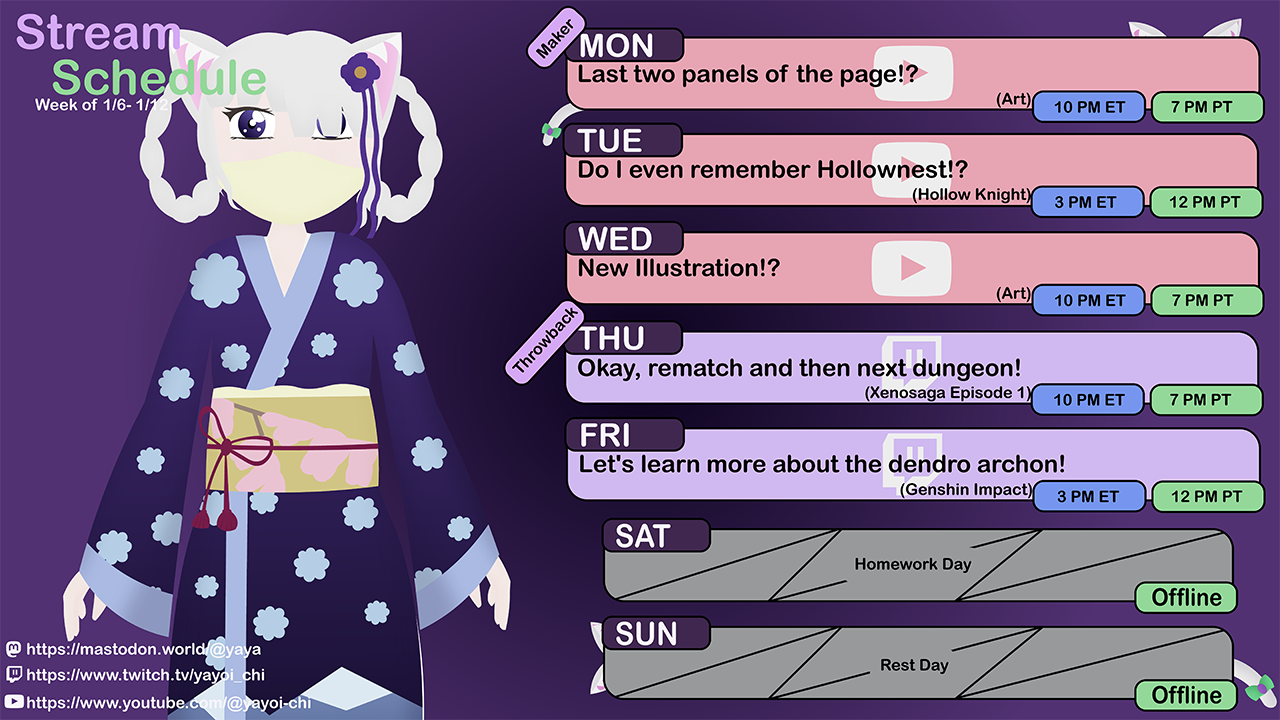 Stream
Schedule
Week of 1/6- 1/12
Maker
MON
Last two panels of the page!?
(Art)
10 PM ET
7 PM PT
TUE
Do I even remember Hollownest!?
(Hollow Knight)
3 PM ET
12 PM PT
WED
New Illustration!?
(Art)
10 PM ET
7 PM PT
Throwback
THU
Okay, rematch and then next dungeon!
(Xenosaga Episode 1)
10 PM ET
7 PM PT
FRI
Let's learn more about the dendro archon!
(Genshin Impact)
3 PM ET
12 PM PT
SAT
Homework Day
Offline
SUN
Rest Day
Offline
https://mastodon.world/@yaya
https://www.twitch.tv/yayoi_chi
https://www.youtube.com/@yayoi-chi